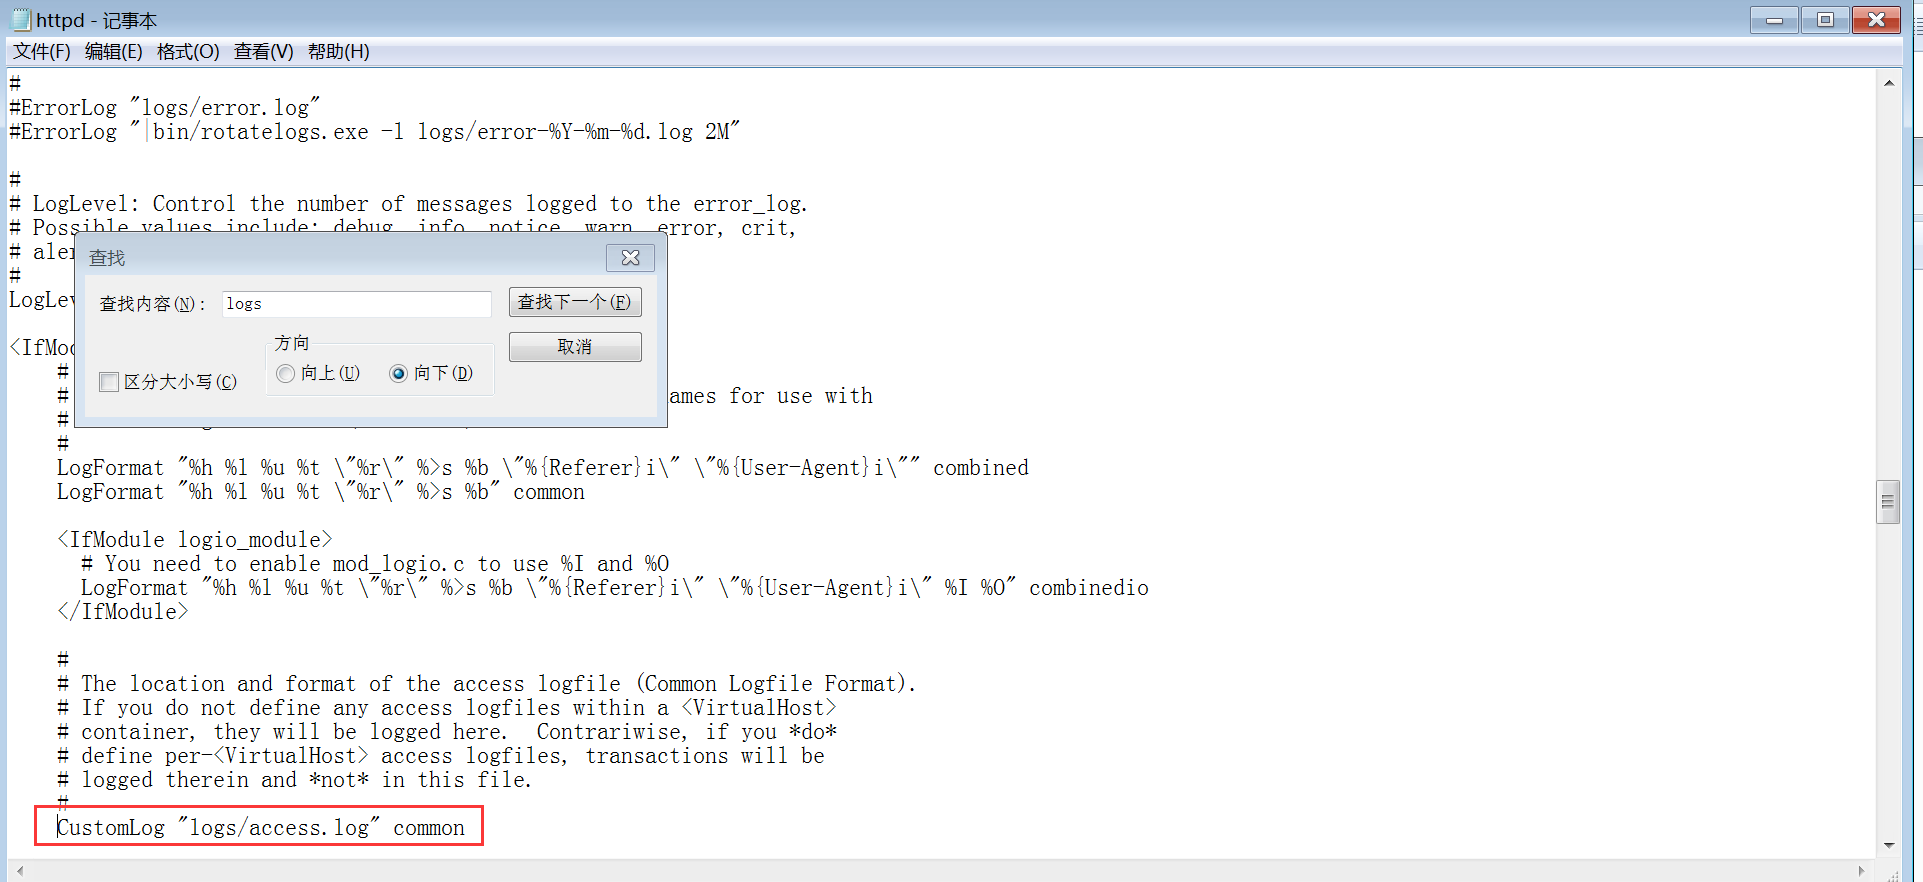 httpd - 记事本
文件(F) 编辑(E) 格式(O) 查看(V) 帮助(H)
#
#ErrorLog "logs/error.log"
#ErrorLog "|bin/rotatelogs.exe -l logs/error-%Y-%m-%d.log 2M"
#
# LogLevel: Control the number of messages logged to the error_log.
# Possible values include: debug, info, notice, warn, error, crit,
# aler
#
LogLev
<IfMod
#
# ames for use with
#
#
查找
查找内容(N): logs 查找下一个(F)
方向 取消
区分大小写(C) 向上(U) 向下(D)
LogFormat "%h %l %u %t \"%r\" %>s %b \"%{Referer}i\" \"%{User-Agent}i\"" combined
LogFormat "%h %l %u %t \"%r\" %>s %b" common
<IfModule logio_module>
# You need to enable mod_logio.c to use %I and %O
LogFormat "%h %l %u %t \"%r\" %>s %b \"%{Referer}i\" \"%{User-Agent}i\" %I %O" combinedio
</IfModule>
#
# The location and format of the access logfile (Common Logfile Format).
# If you do not define any access logfiles within a <VirtualHost>
# container, they will be logged here.  Contrariwise, if you *do*
# define per-<VirtualHost> access logfiles, transactions will be
# logged therein and *not* in this file.
#
CustomLog "logs/access.log" common